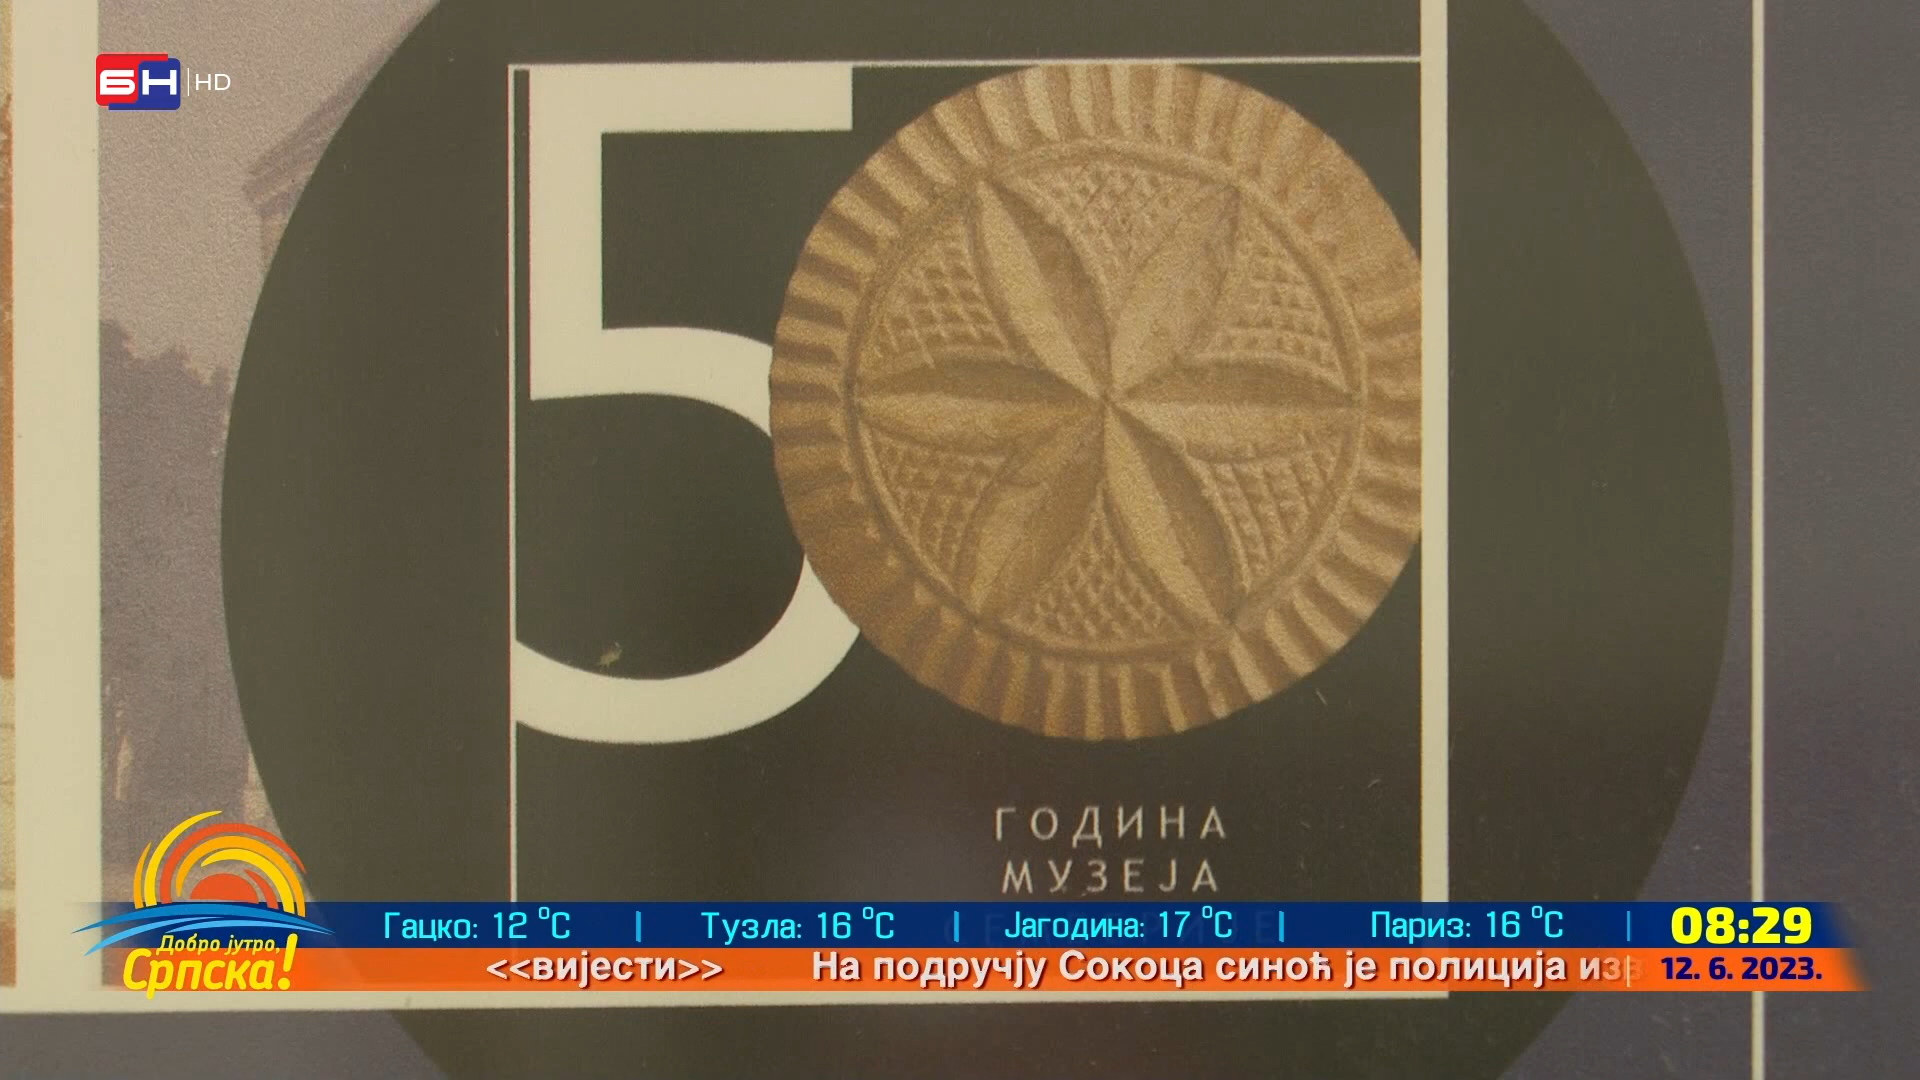 БН HD
5
ГОДИНА
МУЗЕЈА
Гацко: 12 °C | Тузла: 16 °C | Јагодина: 17 °C | Париз: 16 °C | 08:29
Добро јутро,
Српска!
<<вијести>> На подручју Сокоца синоћ је полиција 12. 6. 2023.